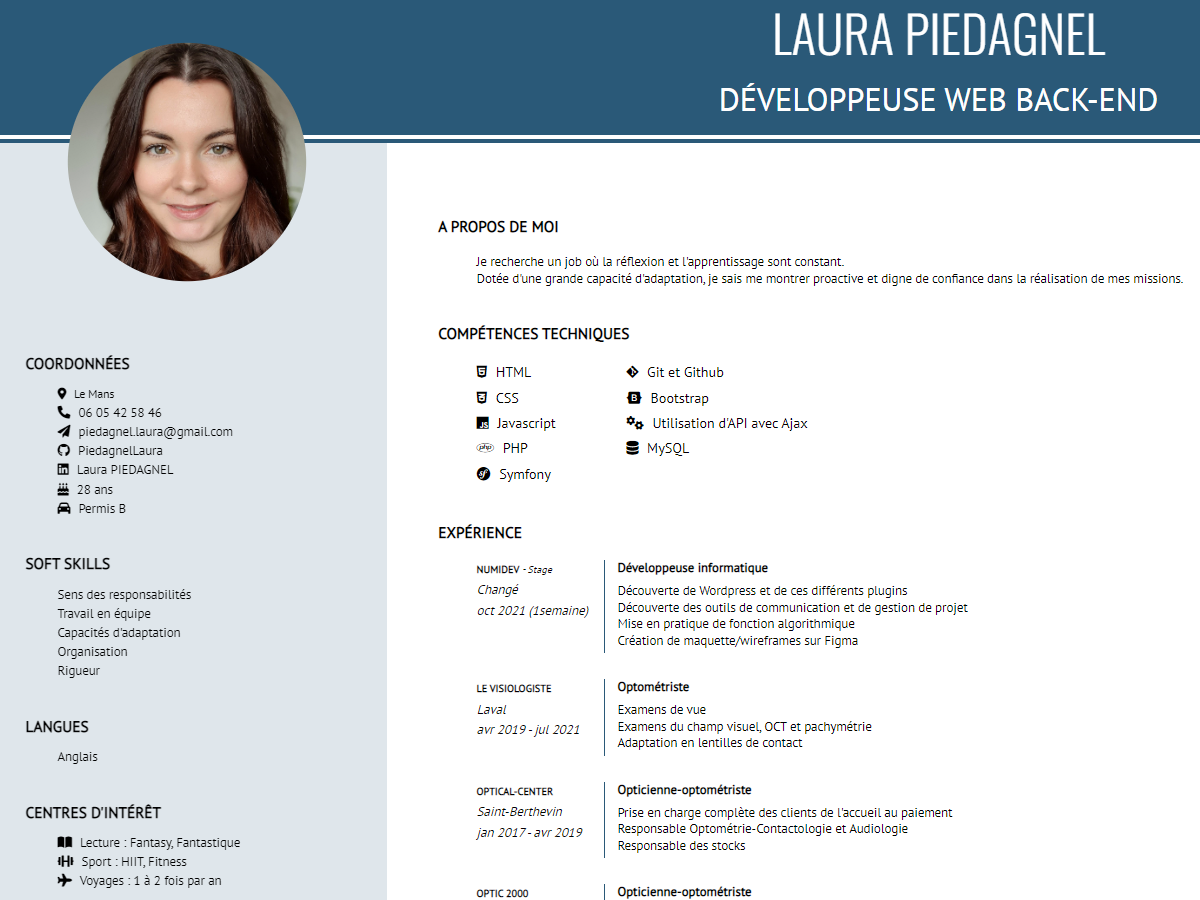 LAURA PIEDAGNEL
DÉVELOPPEUSE WEB BACK-END
COORDONNÉES
Le Mans
06 05 42 58 46
piedagnel.laura@gmail.com
PiedagnelLaura
Laura PIEDAGNEL
28 ans
Permis B
SOFT SKILLS
Sens des responsabilités
Travail en équipe
Capacités d'adaptation
Organisation
Rigueur
LANGUES
Anglais
CENTRES D'INTÉRÊT
Lecture : Fantasy, Fantastique
Sport : HIIT, Fitness
Voyages : 1 à 2 fois par an
A PROPOS DE MOI
Je recherche un job où la réflexion et l'apprentissage sont constant.
Dotée d'une grande capacité d'adaptation, je sais me montrer proactive et digne de confiance dans la réalisation de mes missions.
COMPÉTENCES TECHNIQUES
HTML
CSS
JS Javascript
php PHP
sf Symfony
Git et Github
B Bootstrap
Utilisation d'API avec Ajax
MySQL
EXPÉRIENCE
NUMIDEV - Stage
Changé
oct 2021 (1semaine)
Développeuse informatique
Découverte de Wordpress et de ces différents plugins
Découverte des outils de communication et de gestion de projet
Mise en pratique de fonction algorithmique
Création de maquette/wireframes sur Figma
LE VISIOLOGISTE
Laval
avr 2019 - jul 2021
Optométriste
Examens de vue
Examens du champ visuel, OCT et pachymétrie
Adaptation en lentilles de contact
OPTICAL-CENTER
Saint-Berthevin
jan 2017 - avr 2019
Opticienne-optométriste
Prise en charge complète des clients de l'accueil au paiement
Responsable Optométrie-Contactologie et Audiologie
Responsable des stocks
OPTIC 2000
Opticienne-optométriste